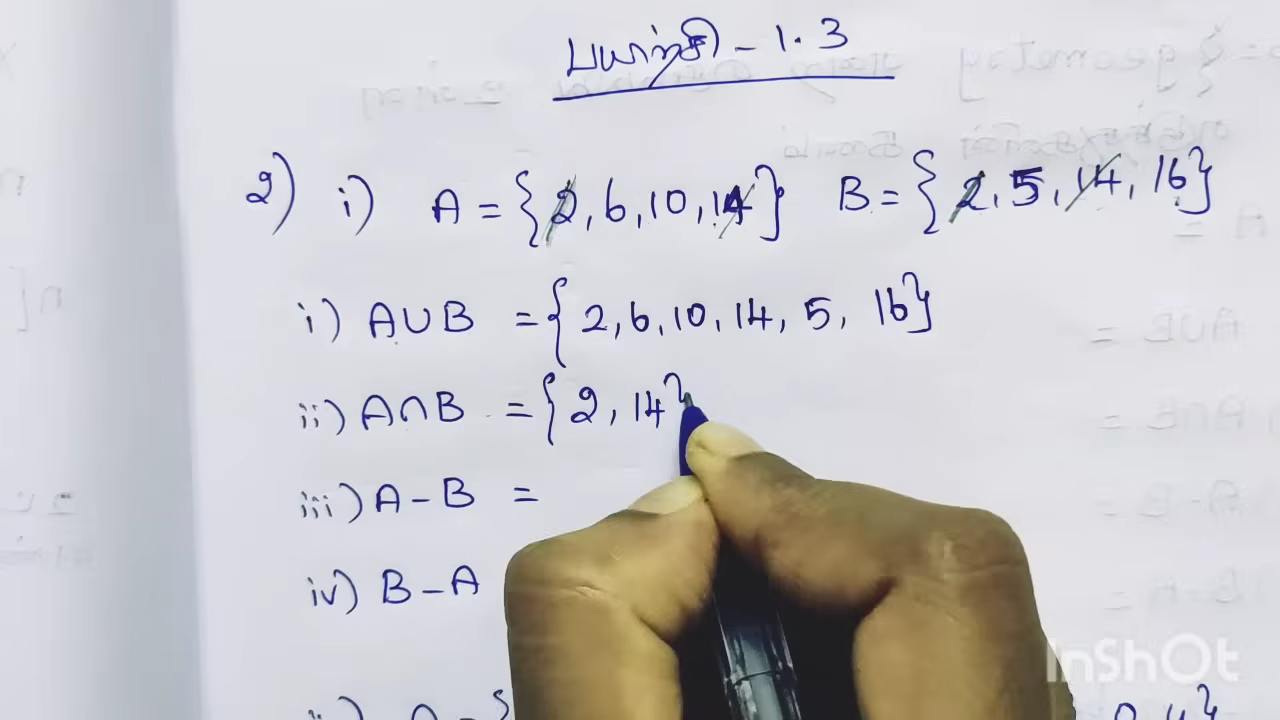 பயிற்சி - 1.3
2) i) A = {2, 6, 10, 14} B = {2, 5, 14, 16}
i) A∪B = {2, 6, 10, 14, 5, 16}
ii) A∩B = {2, 14}
iii) A - B =
iv) B - A
InShOt